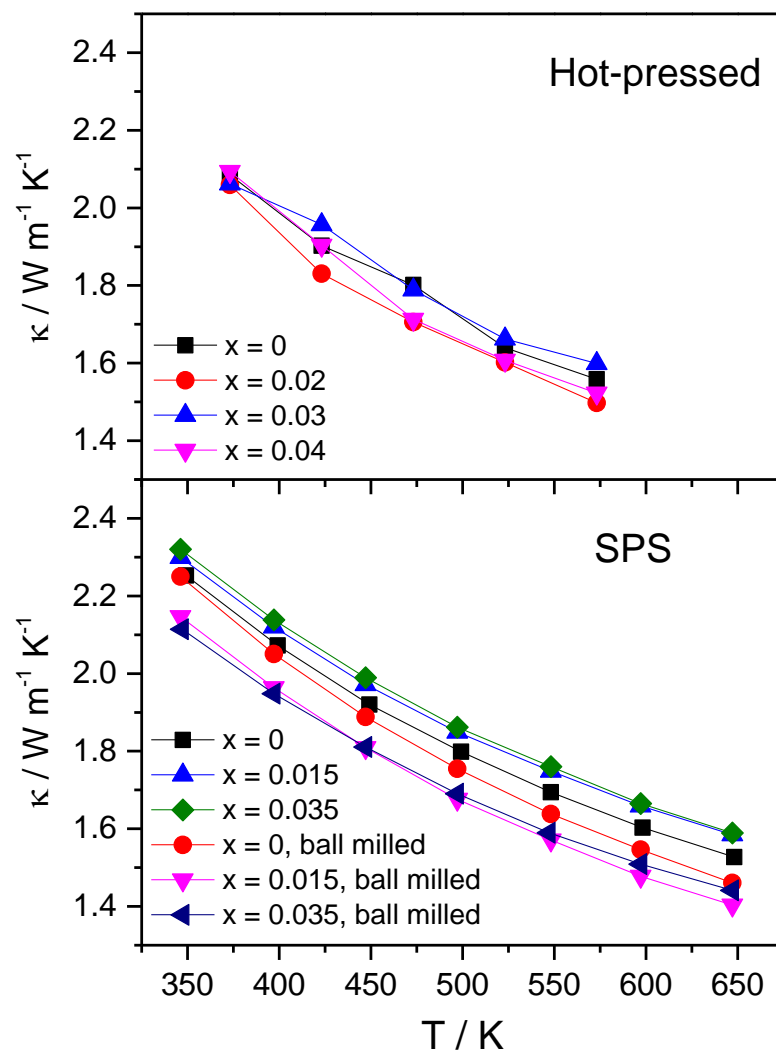 2.4
2.2
2.0
1.8
1.6
1.4
κ / W m⁻¹ K⁻¹
Hot-pressed
x = 0
x = 0.02
x = 0.03
x = 0.04
2.4
2.2
2.0
1.8
1.6
1.4
κ / W m⁻¹ K⁻¹
SPS
x = 0
x = 0.015
x = 0.035
x = 0, ball milled
x = 0.015, ball milled
x = 0.035, ball milled
350 400 450 500 550 600 650
T / K